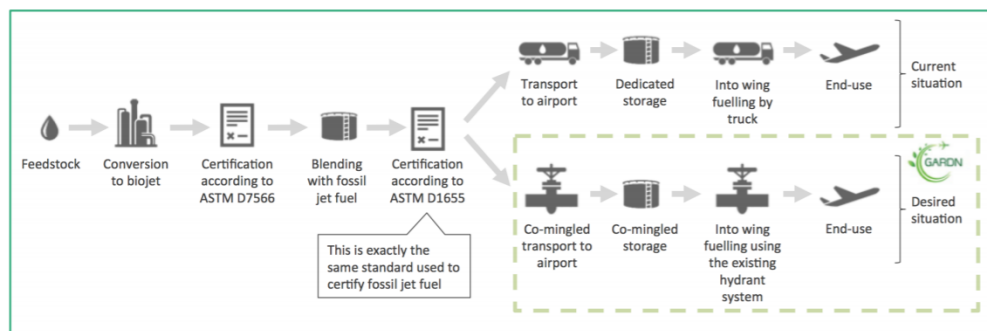 Feedstock
Conversion
to biojet
Certification
according to
ASTM D7566
Blending
with fossil
jet fuel
Certification
according to
ASTM D1655
This is exactly the
same standard used to
certify fossil jet fuel
Transport
to airport
Dedicated
storage
Into wing
fuelling by
truck
End-use
Current
situation
Co-mingled
transport to
airport
Co-mingled
storage
Into wing
fuelling using
the existing
hydrant
system
End-use
GARDN
Desired
situation